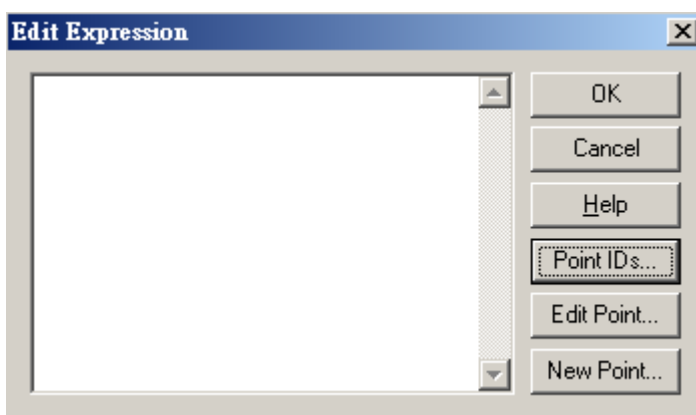 Edit Expression
OK
Cancel
Help
Point IDs...
Edit Point...
New Point...